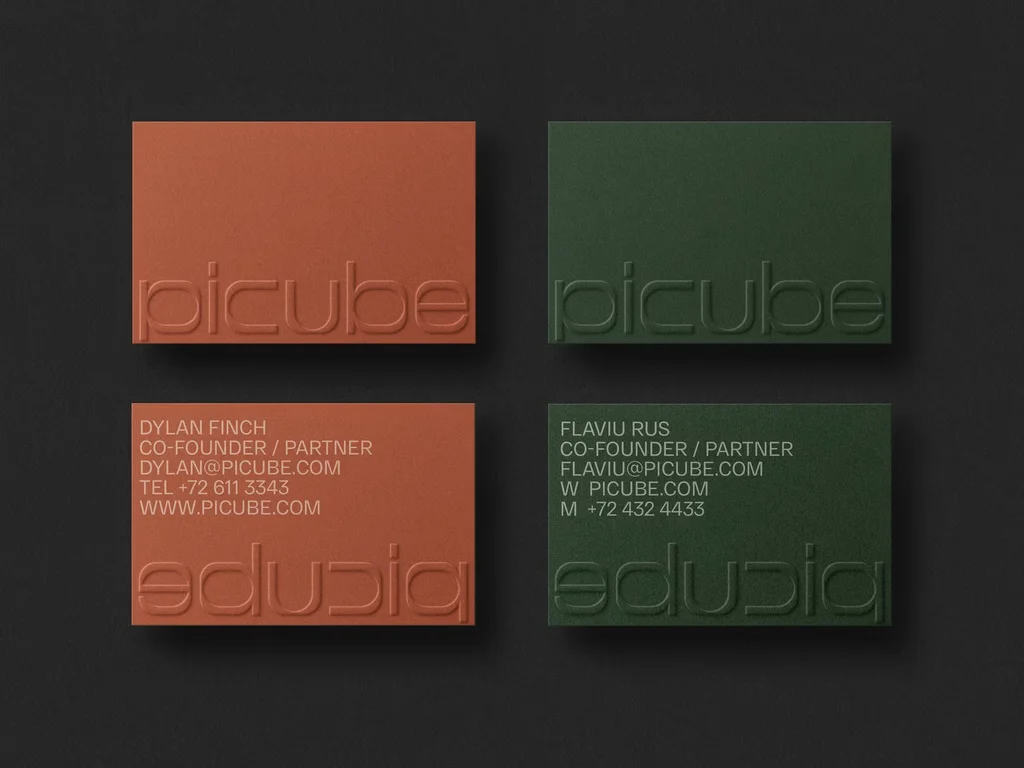 picube
picube
DYLAN FINCH
CO-FOUNDER / PARTNER
DYLAN@PICUBE.COM
TEL +72 611 3343
WWW.PICUBE.COM
picube
FLAVIU RUS
CO-FOUNDER / PARTNER
FLAVIU@PICUBE.COM
W PICUBE.COM
M +72 432 4433
picube